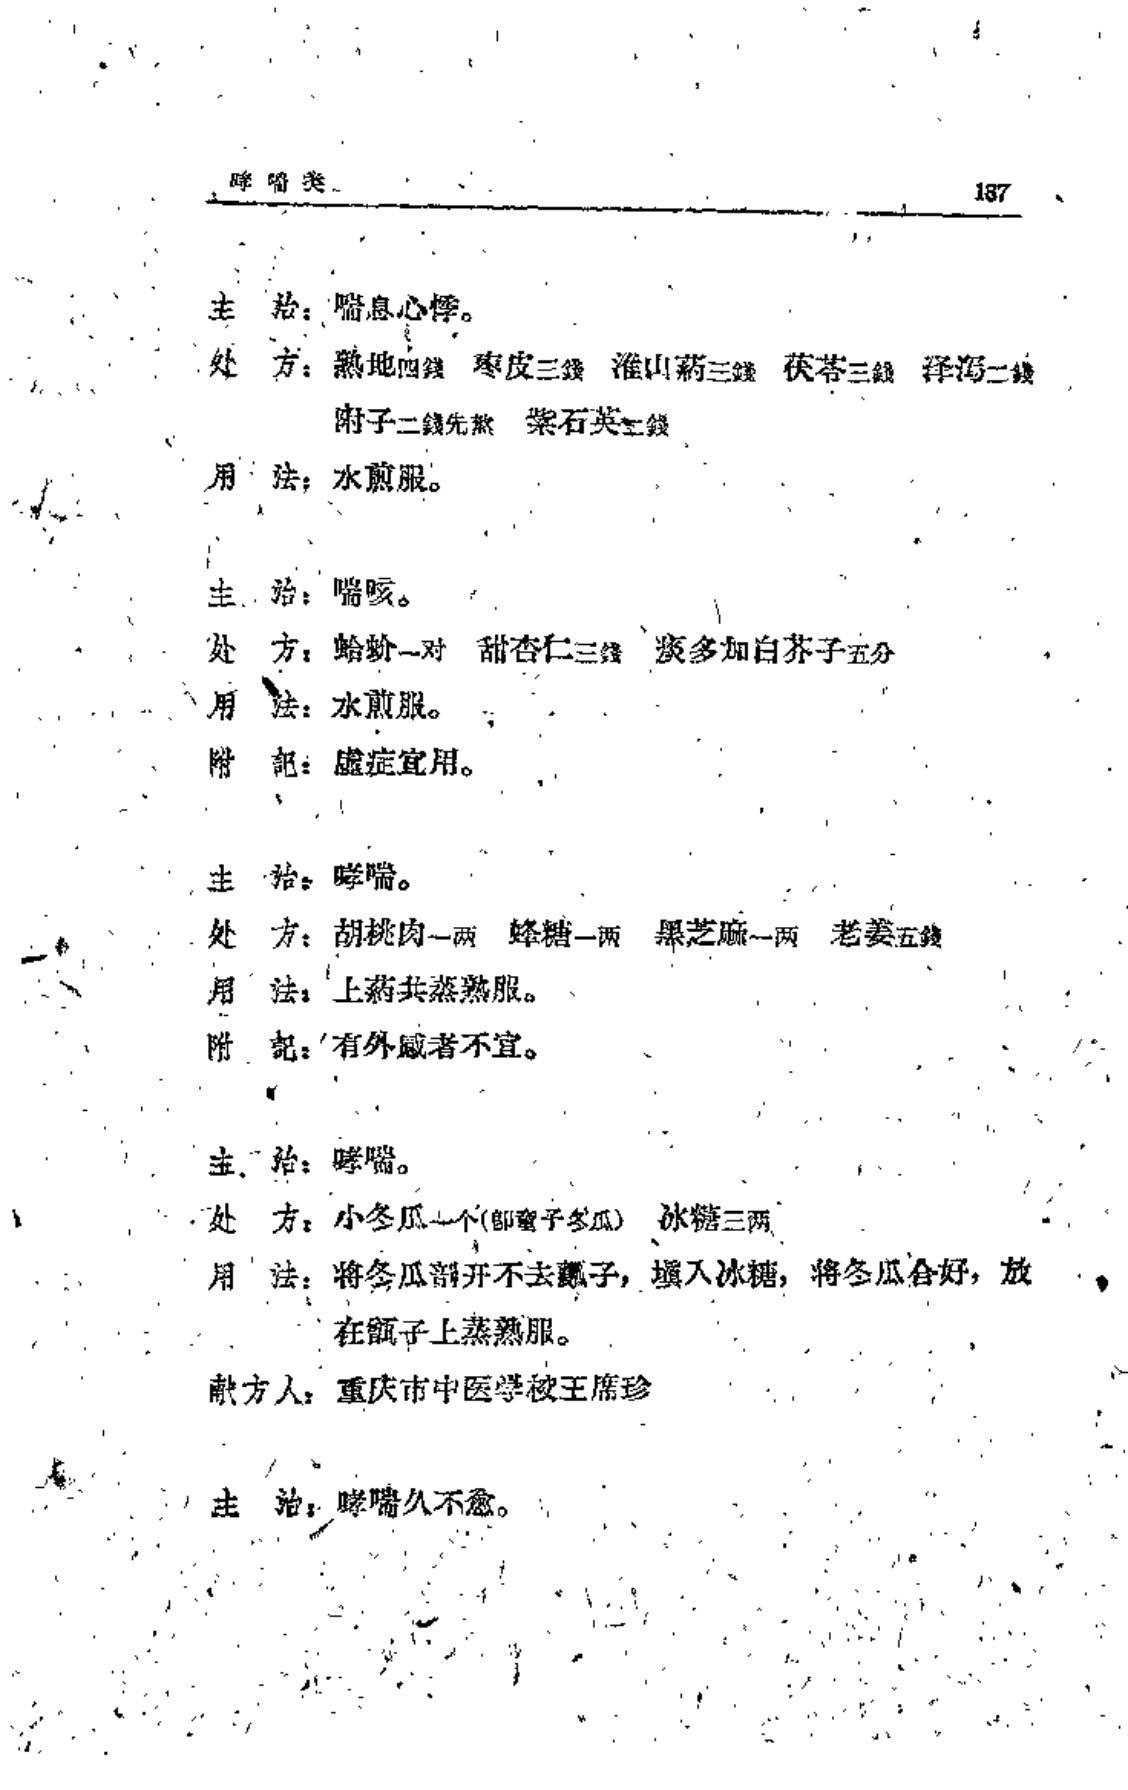 哮喘类 187
主 治：喘息心悸。
处 方：熟地四錢 枣皮三錢 淮山葯三錢 茯苓三錢 泽泻二錢
附子二錢先熬 紫石英三錢
用 法：水煎服。
主 治：喘咳。
处 方：蛤蚧一对 甜杏仁三錢 痰多加白芥子五分
用 法：水煎服。
附 記：虛症宜用。
主 治：哮喘。
处 方：胡桃肉一两 蜂糖一两 黑芝麻一两 老姜五錢
用 法：上葯共蒸熟服。
附 記：有外感者不宜。
主 治：哮喘。
处 方：小冬瓜一个(即童子冬瓜) 冰糖三两
用 法：将冬瓜部开不去瓤子，塡入冰糖，将冬瓜合好，放
在甑子上蒸熟服。
献方人：重庆市中医学校王席珍
主 治：哮喘久不愈。